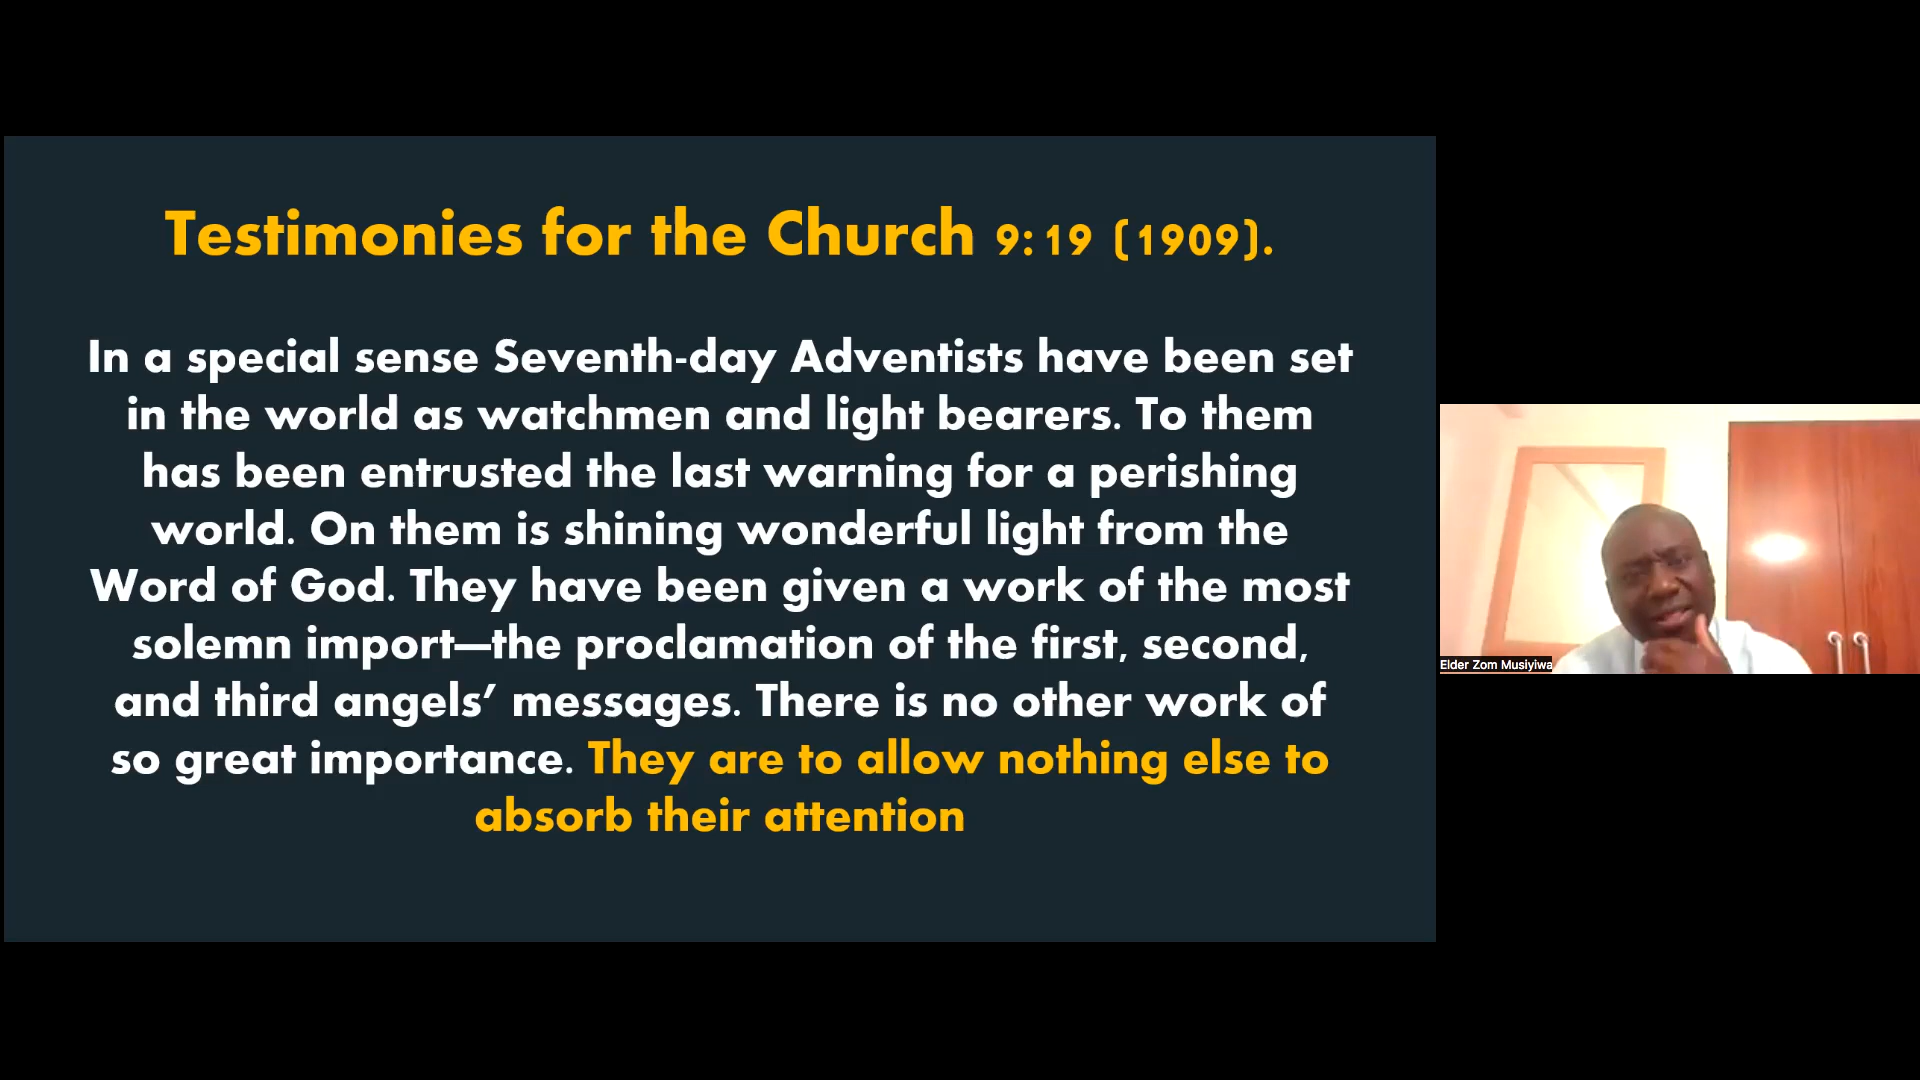 Testimonies for the Church 9:19 (1909).
In a special sense Seventh-day Adventists have been set
in the world as watchmen and light bearers. To them
has been entrusted the last warning for a perishing
world. On them is shining wonderful light from the
Word of God. They have been given a work of the most
solemn import—the proclamation of the first, second,
and third angels’ messages. There is no other work of
so great importance. They are to allow nothing else to
absorb their attention
Elder Zom Musiyiwa